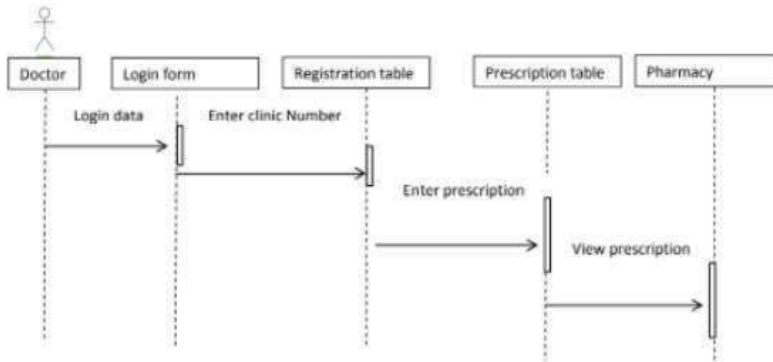 Doctor
Login form
Registration table
Prescription table
Pharmacy
Login data
Enter clinic Number
Enter prescription
View prescription